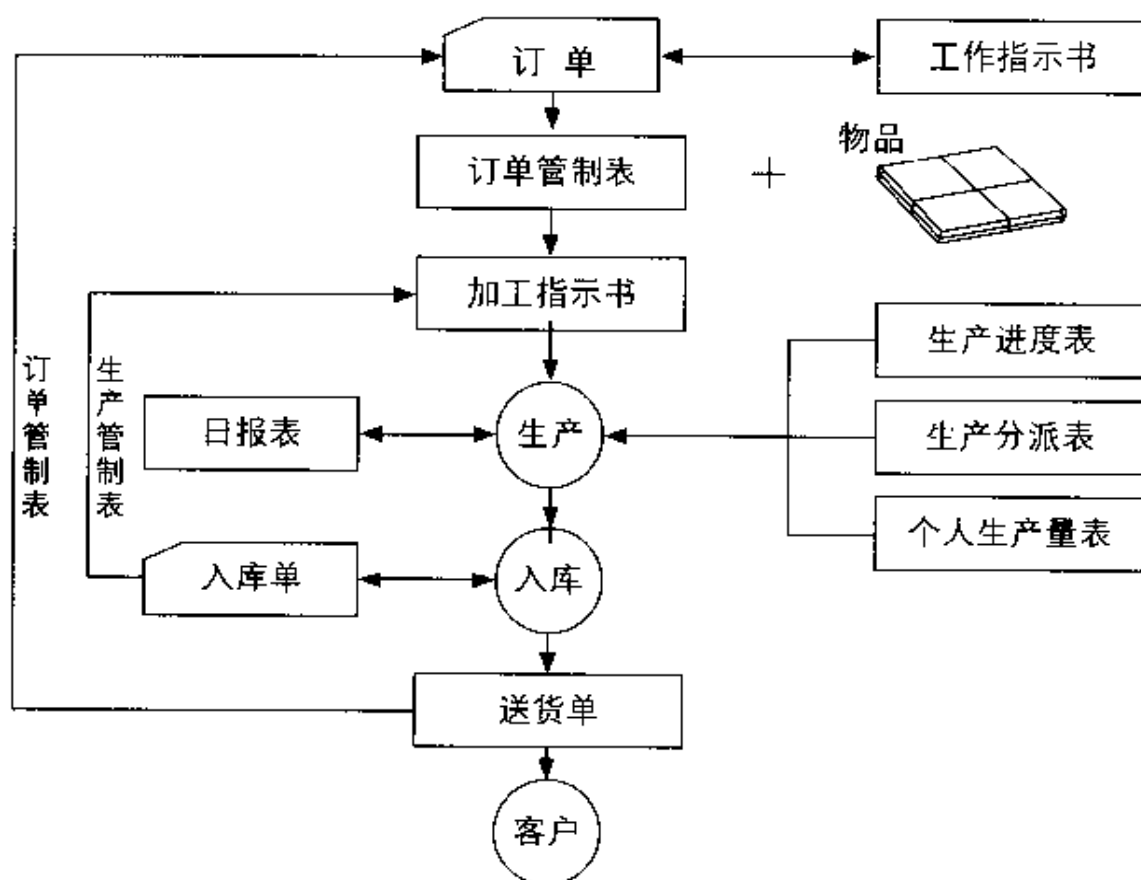 订单
工作指示书
物品
订单管制表
加工指示书
生产进度表
订单管制表
生产管制表
日报表
生产
生产分派表
个人生产量表
入库单
入库
送货单
客户